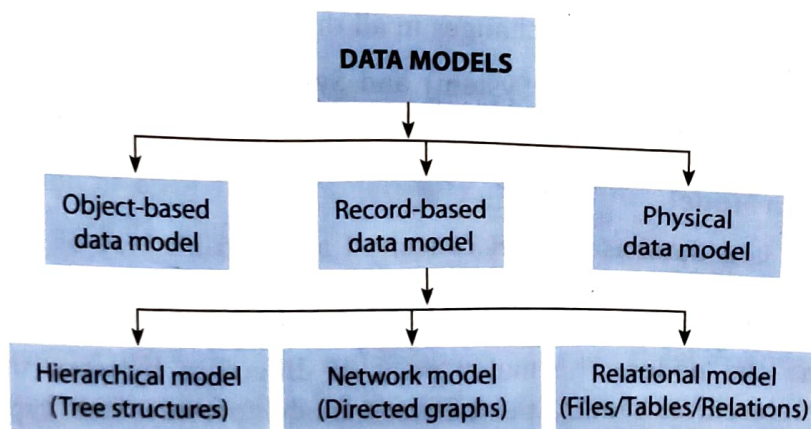 DATA MODELS
Object-based
data model
Record-based
data model
Physical
data model
Hierarchical model
(Tree structures)
Network model
(Directed graphs)
Relational model
(Files/Tables/Relations)